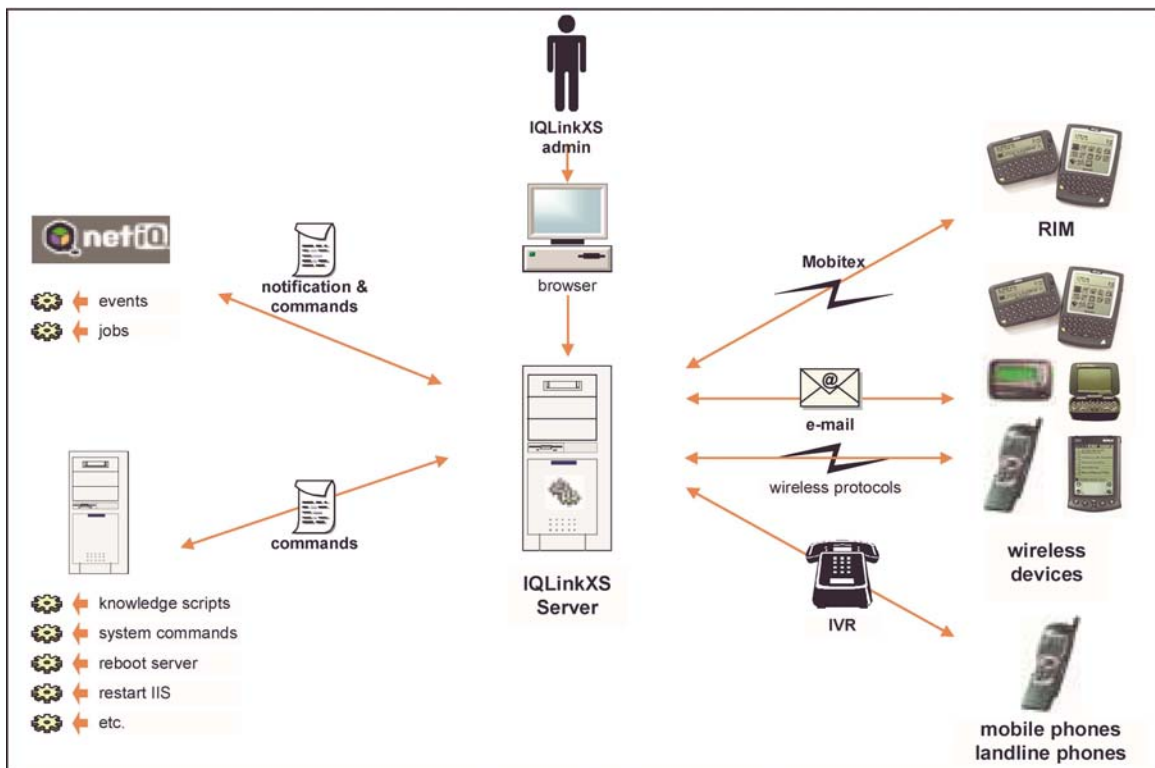 IQLinkXS
admin
browser
netiQ
events
jobs
notification &
commands
Mobitex
RIM
@
e-mail
wireless protocols
wireless
devices
commands
IQLinkXS
Server
IVR
knowledge scripts
system commands
reboot server
restart IIS
etc.
mobile phones
landline phones